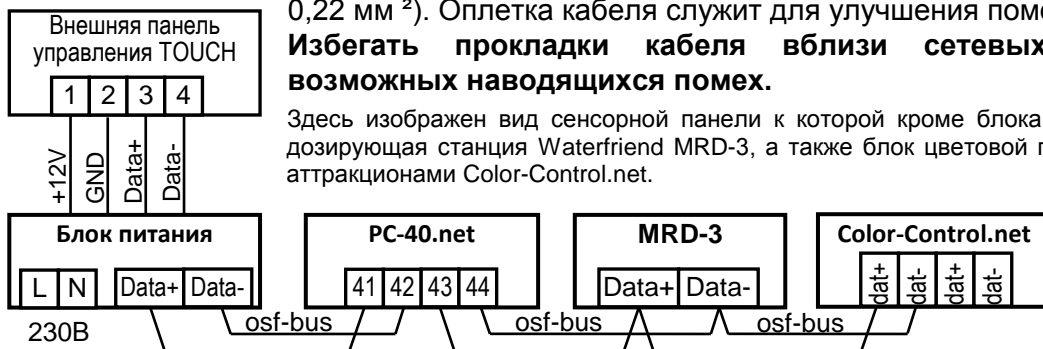 0,22 мм ²). Оплетка кабеля служит для улучшения
Избегать прокладки кабеля вблизи сетевых
возможных наводящихся помех.
Здесь изображен вид сенсорной панели к которой кроме блока
дозирующая станция Waterfriend MRD-3, а также блок цветовой
аттракционами Color-Control.net.
Внешняя панель
управления TOUCH
1 2 3 4
+12V GND Data+ Data-
Блок питания
L N Data+ Data-
230В
PC-40.net
41 42 43 44
MRD-3
Data+ Data-
Color-Control.net
dat+ dat- dat+ dat-
osf-bus osf-bus osf-bus